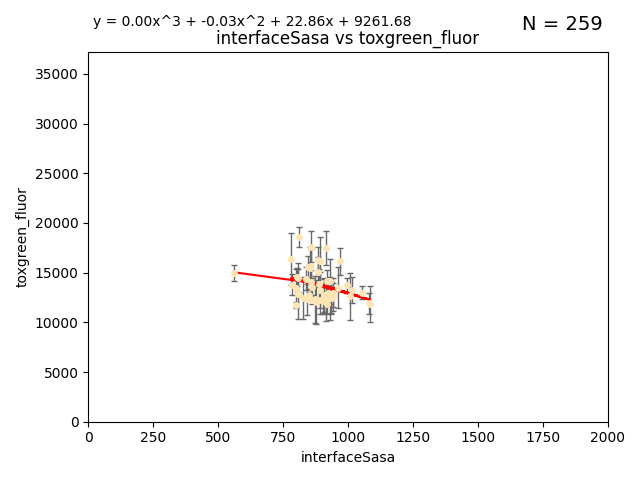 y = 0.00x^3 + -0.03x^2 + 22.86x + 9261.68
N = 259
interfaceSasa vs toxgreen_fluor
35000
30000
25000
20000
15000
10000
5000
0
toxgreen_fluor
0 250 500 750 1000 1250 1500 1750 2000
interfaceSasa